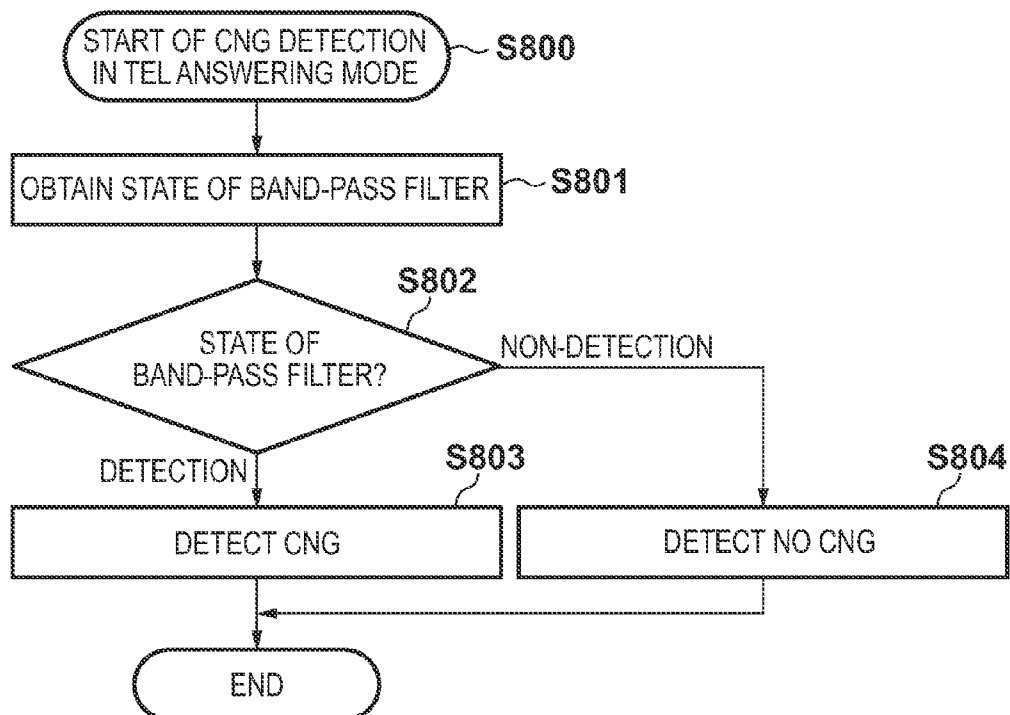 START OF CNG DETECTION
IN TEL ANSWERING MODE
S800
OBTAIN STATE OF BAND-PASS FILTER
S801
S802
STATE OF
BAND-PASS FILTER?
NON-DETECTION
DETECTION
S803
S804
DETECT CNG
DETECT NO CNG
END